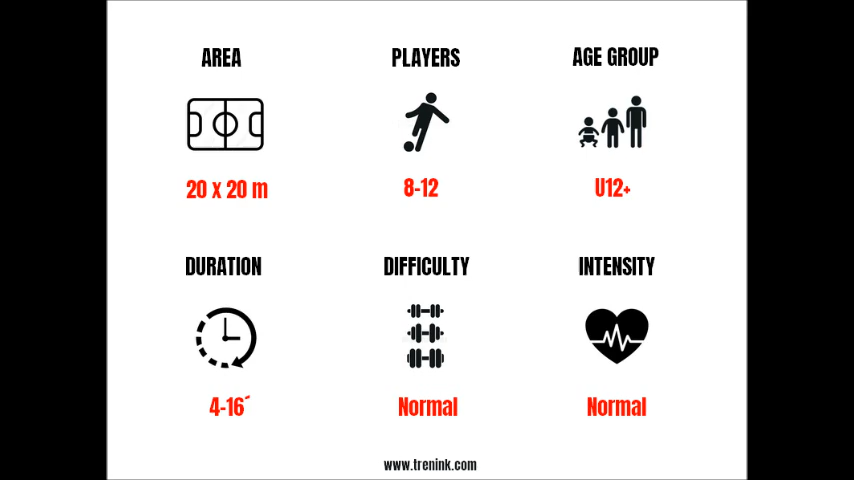 AREA
PLAYERS
AGE GROUP
20 x 20 m
8-12
U12+
DURATION
DIFFICULTY
INTENSITY
4-16´
Normal
Normal
www.trenink.com